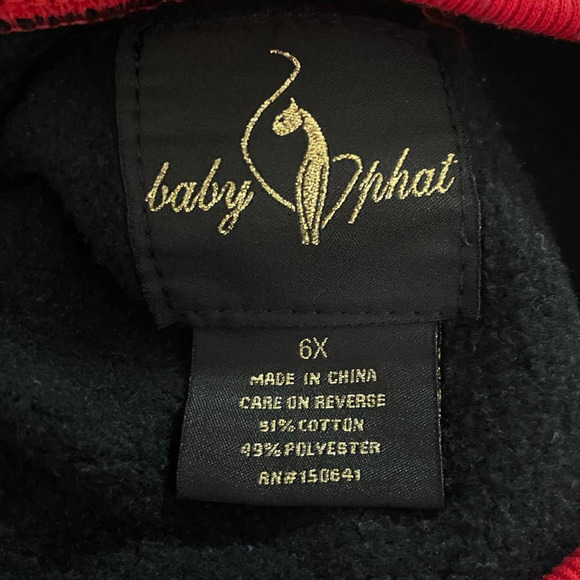 baby phat
6X
MADE IN CHINA
CARE ON REVERSE
51% COTTON
49% POLYESTER
RN#150641